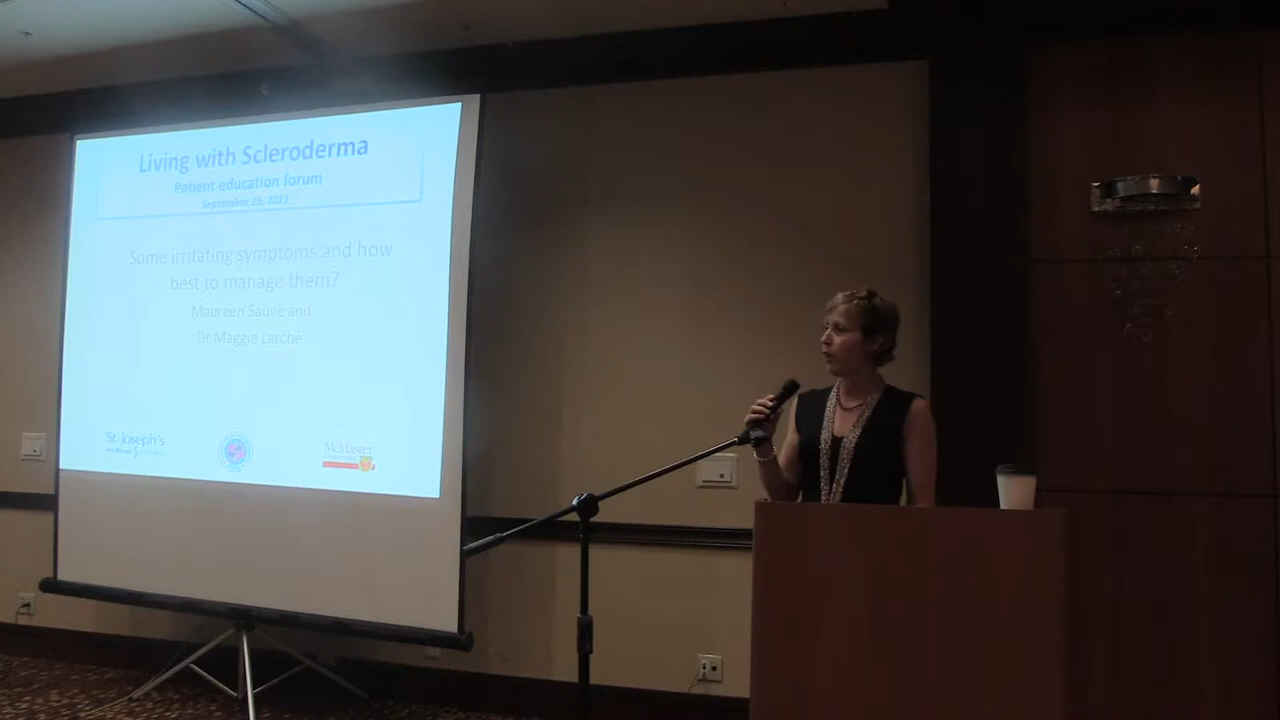 Living with Scleroderma
Patient education forum
September 23, 2017
Some irritating symptoms and how
best to manage them?
Maureen Sauvé and
Dr Maggie Larche
St. Joseph's
McMaster
University